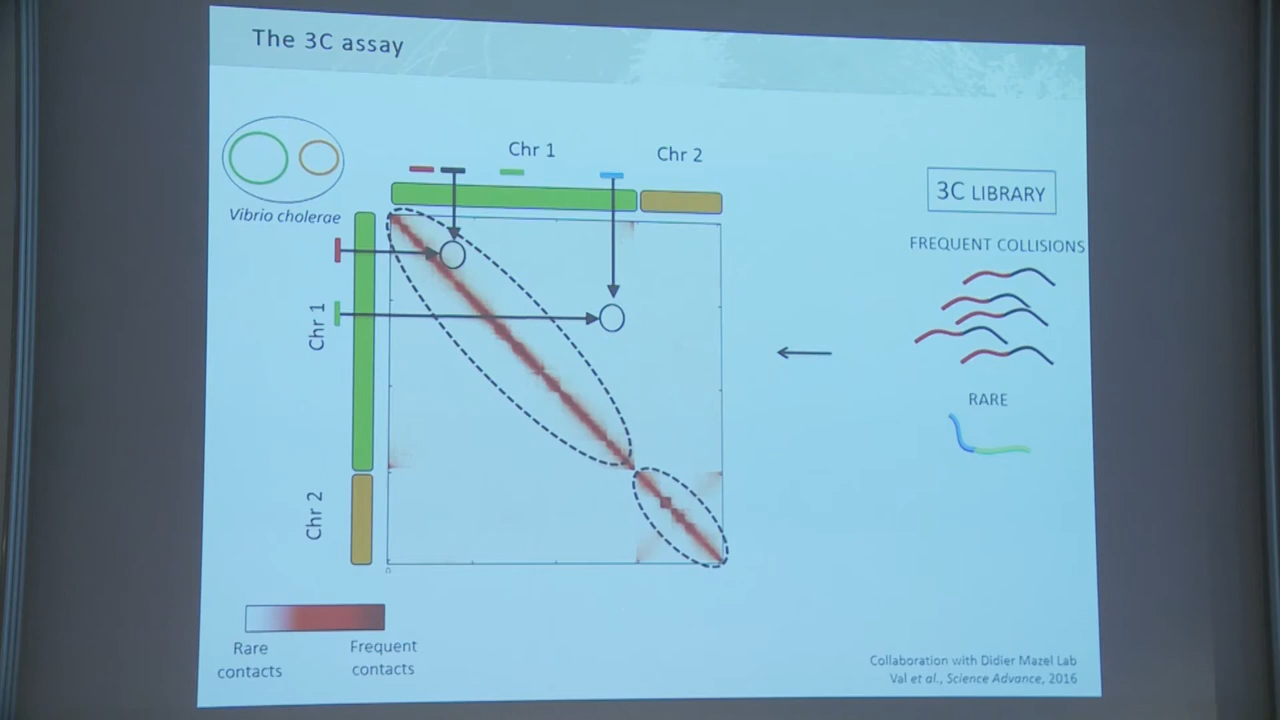 The 3C assay
Chr 1
Chr 2
Vibrio cholerae
Chr 1
Chr 2
3C LIBRARY
FREQUENT COLLISIONS
RARE
Rare
contacts
Frequent
contacts
Collaboration with Didier Mazel Lab
Val et al., Science Advance, 2016
0